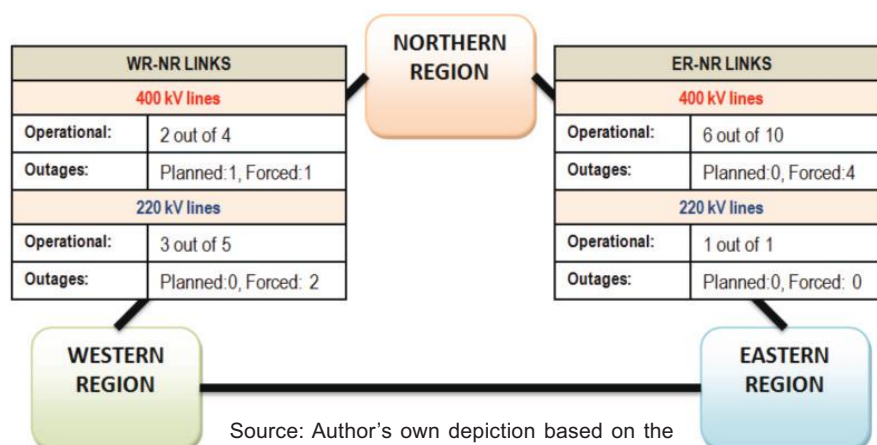 NORTHERN
REGION
WR-NR LINKS
400 kV lines
Operational: 2 out of 4
Outages: Planned:1, Forced:1
220 kV lines
Operational: 3 out of 5
Outages: Planned:0, Forced: 2
ER-NR LINKS
400 kV lines
Operational: 6 out of 10
Outages: Planned:0, Forced:4
220 kV lines
Operational: 1 out of 1
Outages: Planned:0, Forced: 0
WESTERN
REGION
EASTERN
REGION
Source: Author's own depiction based on the